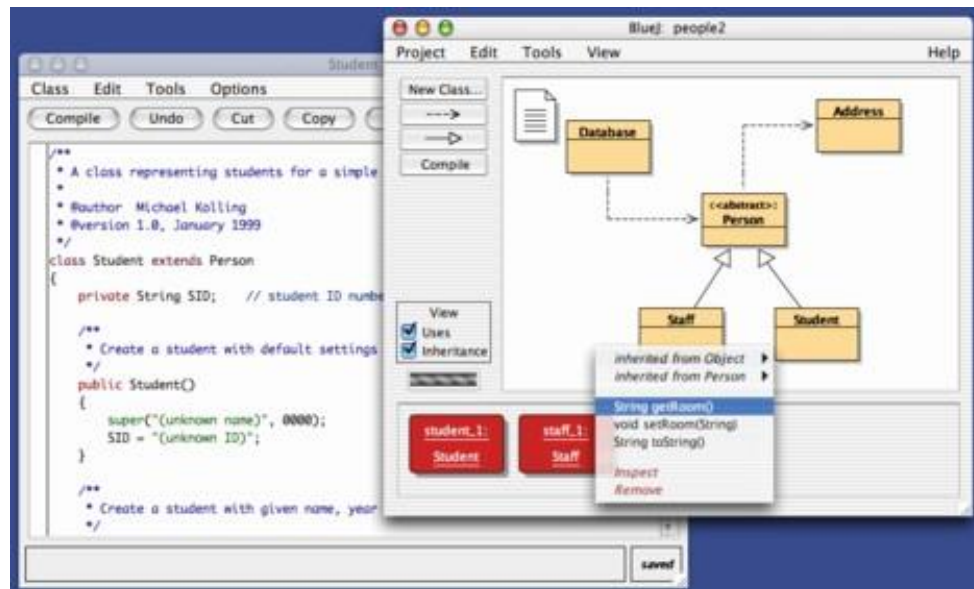 Student
Class Edit Tools Options
Compile Undo Cut Copy
/**
* A class representing students for a simple
*
* @author Michael Kolling
* @version 1.0, January 1999
*/
class Student extends Person
{
private String SID; // student ID numbe
/**
* Create a student with default settings
*/
public Student()
{
super("(unknown name)", 0000);
SID = "(unknown ID)";
}
/**
* Create a student with given name, year
*/
saved
BlueJ: people2
Project Edit Tools View Help
New Class...
Compile
View
Uses
Inheritance
Database
Address
<<abstract>>
Person
Staff
Student
student_1:
Student
staff_1:
Staff
inherited from Object
inherited from Person
String getRoom()
void setRoom(String)
String toString()
Inspect
Remove